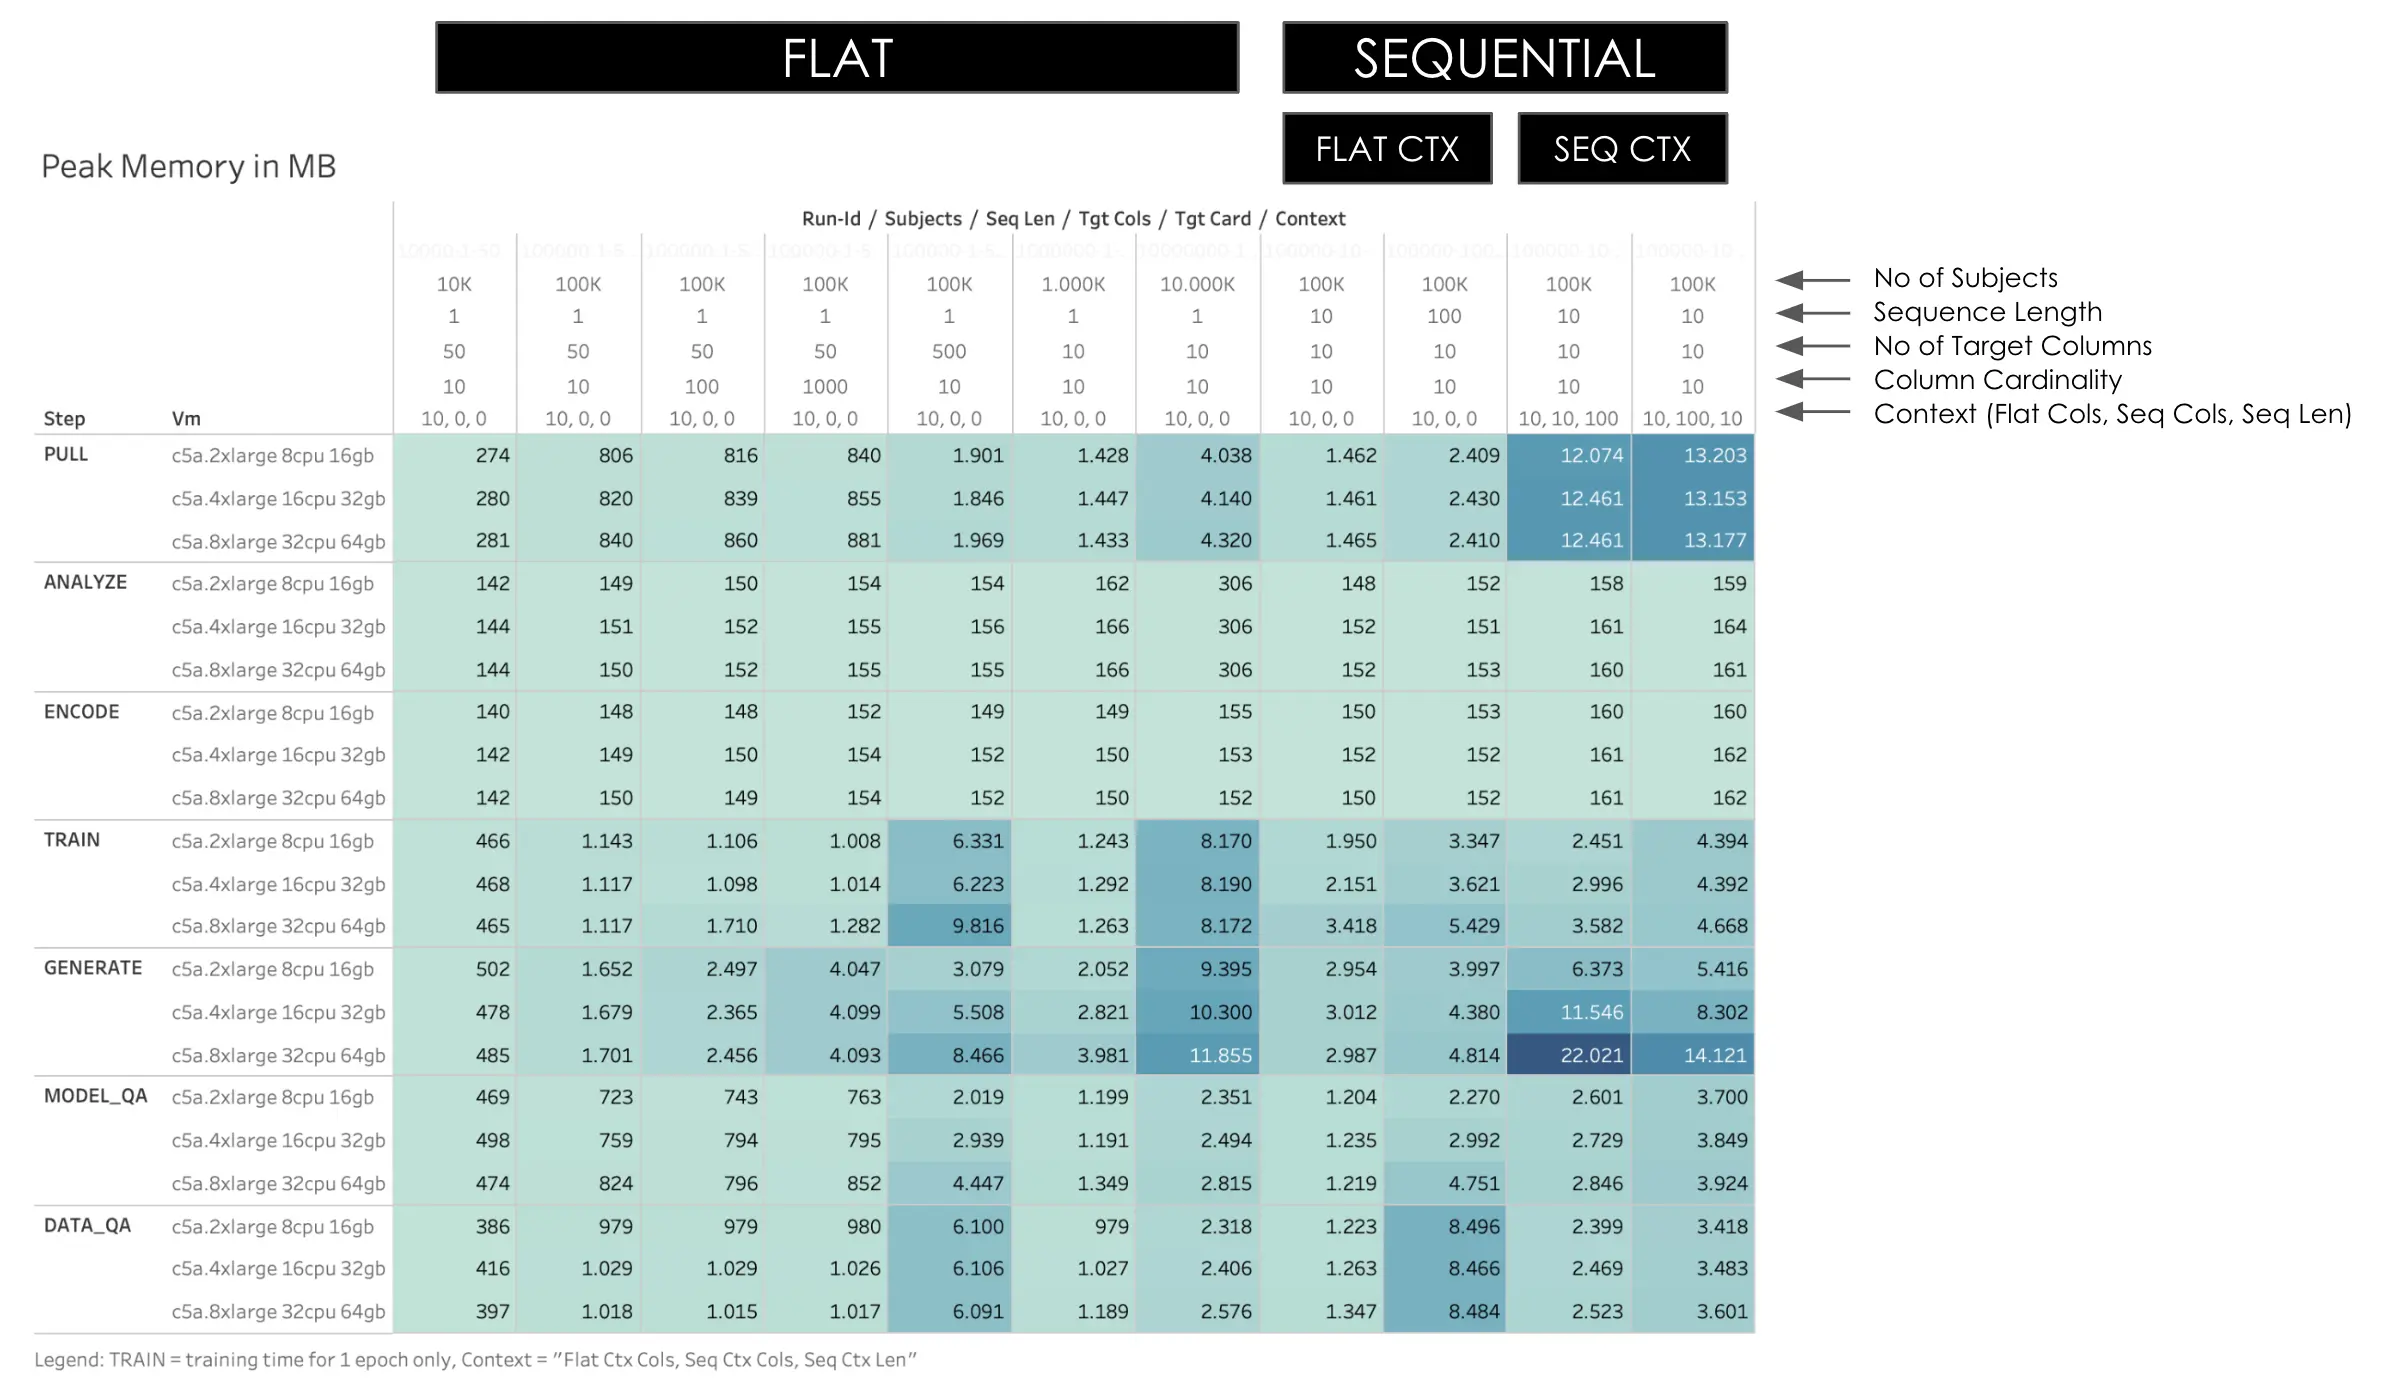 FLAT SEQUENTIAL
FLAT CTX SEQ CTX
Peak Memory in MB
Run-Id / Subjects / Seq Len / Tgt Cols / Tgt Card / Context
10K 100K 100K 100K 100K 1.000K 10.000K 100K 100K 100K 100K No of Subjects
1 1 1 1 1 1 1 10 100 10 10 Sequence Length
50 50 50 50 500 10 10 10 10 10 10 No of Target Columns
10 10 100 1000 10 10 10 10 10 10 10 Column Cardinality
Step Vm 10, 0, 0 10, 0, 0 10, 0, 0 10, 0, 0 10, 0, 0 10, 0, 0 10, 0, 0 10, 0, 0 10, 0, 0 10, 10, 100 10, 100, 10 Context (Flat Cols, Seq Cols, Seq Len)
PULL c5a.2xlarge 8cpu 16gb 274 806 816 840 1.901 1.428 4.038 1.462 2.409 12.074 13.203
c5a.4xlarge 16cpu 32gb 280 820 839 855 1.846 1.447 4.140 1.461 2.430 12.461 13.153
c5a.8xlarge 32cpu 64gb 281 840 860 881 1.969 1.433 4.320 1.465 2.410 12.461 13.177
ANALYZE c5a.2xlarge 8cpu 16gb 142 149 150 154 154 162 306 148 152 158 159
c5a.4xlarge 16cpu 32gb 144 151 152 155 156 166 306 152 151 161 164
c5a.8xlarge 32cpu 64gb 144 150 152 155 155 166 306 152 153 160 161
ENCODE c5a.2xlarge 8cpu 16gb 140 148 148 152 149 149 155 150 153 160 160
c5a.4xlarge 16cpu 32gb 142 149 150 154 152 150 153 152 152 161 162
c5a.8xlarge 32cpu 64gb 142 150 149 154 152 150 152 150 152 161 162
TRAIN c5a.2xlarge 8cpu 16gb 466 1.143 1.106 1.008 6.331 1.243 8.170 1.950 3.347 2.451 4.394
c5a.4xlarge 16cpu 32gb 468 1.117 1.098 1.014 6.223 1.292 8.190 2.151 3.621 2.996 4.392
c5a.8xlarge 32cpu 64gb 465 1.117 1.710 1.282 9.816 1.263 8.172 3.418 5.429 3.582 4.668
GENERATE c5a.2xlarge 8cpu 16gb 502 1.652 2.497 4.047 3.079 2.052 9.395 2.954 3.997 6.373 5.416
c5a.4xlarge 16cpu 32gb 478 1.679 2.365 4.099 5.508 2.821 10.300 3.012 4.380 11.546 8.302
c5a.8xlarge 32cpu 64gb 485 1.701 2.456 4.093 8.466 3.981 11.855 2.987 4.814 22.021 14.121
MODEL_QA c5a.2xlarge 8cpu 16gb 469 723 743 763 2.019 1.199 2.351 1.204 2.270 2.601 3.700
c5a.4xlarge 16cpu 32gb 498 759 794 795 2.939 1.191 2.494 1.235 2.992 2.729 3.849
c5a.8xlarge 32cpu 64gb 474 824 796 852 4.447 1.349 2.815 1.219 4.751 2.846 3.924
DATA_QA c5a.2xlarge 8cpu 16gb 386 979 979 980 6.100 979 2.318 1.223 8.496 2.399 3.418
c5a.4xlarge 16cpu 32gb 416 1.029 1.029 1.026 6.106 1.027 2.406 1.263 8.466 2.469 3.483
c5a.8xlarge 32cpu 64gb 397 1.018 1.015 1.017 6.091 1.189 2.576 1.347 8.484 2.523 3.601
Legend: TRAIN = training time for 1 epoch only, Context = "Flat Ctx Cols, Seq Ctx Cols, Seq Ctx Len"